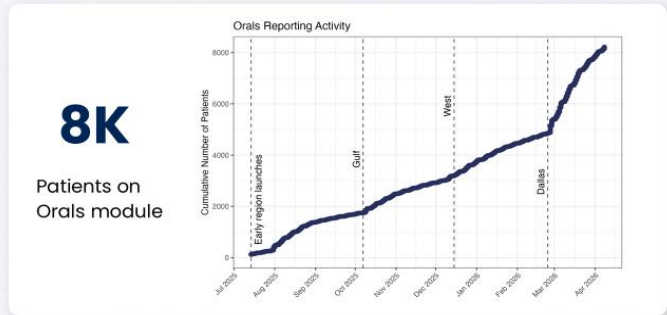 Orals Reporting Activity
8K
Patients on
Orals module
Cumulative Number of Patients
8000
6000
4000
2000
0
Early region launches
Gulf
West
Dallas
Jul 2025
Aug 2025
Sep 2025
Oct 2025
Nov 2025
Dec 2025
Jan 2026
Feb 2026
Mar 2026
Apr 2026